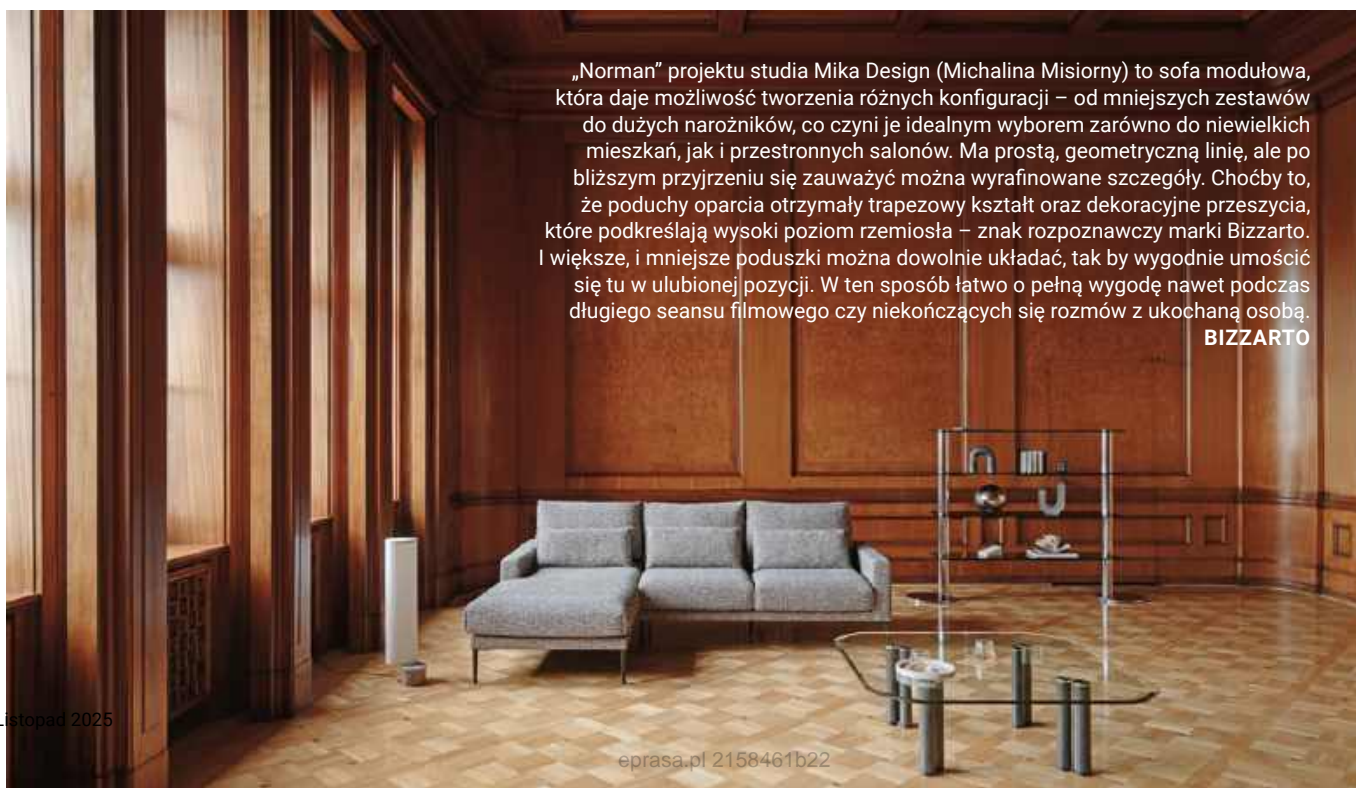 „Norman” projektu studia Mika Design (Michalina Misiorny) to sofa modułowa,
która daje możliwość tworzenia różnych konfiguracji – od mniejszych zestawów
do dużych narożników, co czyni je idealnym wyborem zarówno do niewielkich
mieszkań, jak i przestronnych salonów. Ma prostą, geometryczną linię, ale po
bliższym przyjrzeniu się zauważyć można wyrafinowane szczegóły. Choćby to,
że poduchy oparcia otrzymały trapezowy kształt oraz dekoracyjne przeszycia,
które podkreślają wysoki poziom rzemiosła – znak rozpoznawczy marki Bizzarto.
I większe, i mniejsze poduszki można dowolnie układać, tak by wygodnie umościć
się tu w ulubionej pozycji. W ten sposób łatwo o pełną wygodę nawet podczas
długiego seansu filmowego czy niekończących się rozmów z ukochaną osobą.
BIZZARTO
Listopad 2025
eprasa.pl 2158461b22